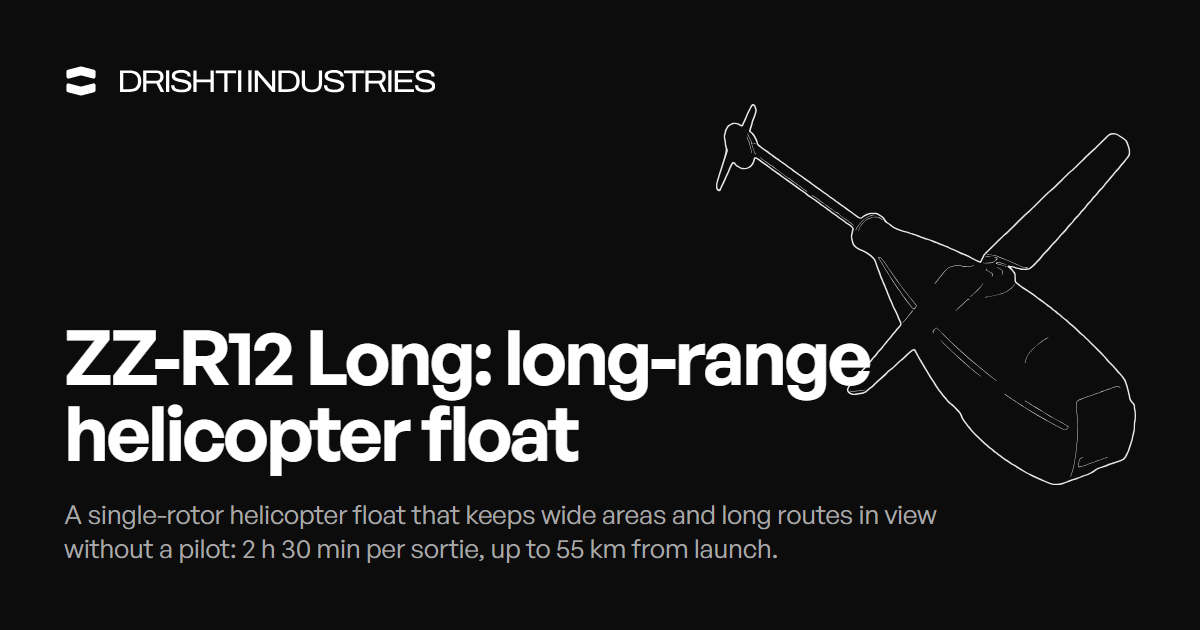 DRISHTI INDUSTRIES
ZZ-R12 Long: long-range
helicopter float
A single-rotor helicopter float that keeps wide areas and long routes in view
without a pilot: 2 h 30 min per sortie, up to 55 km from launch.